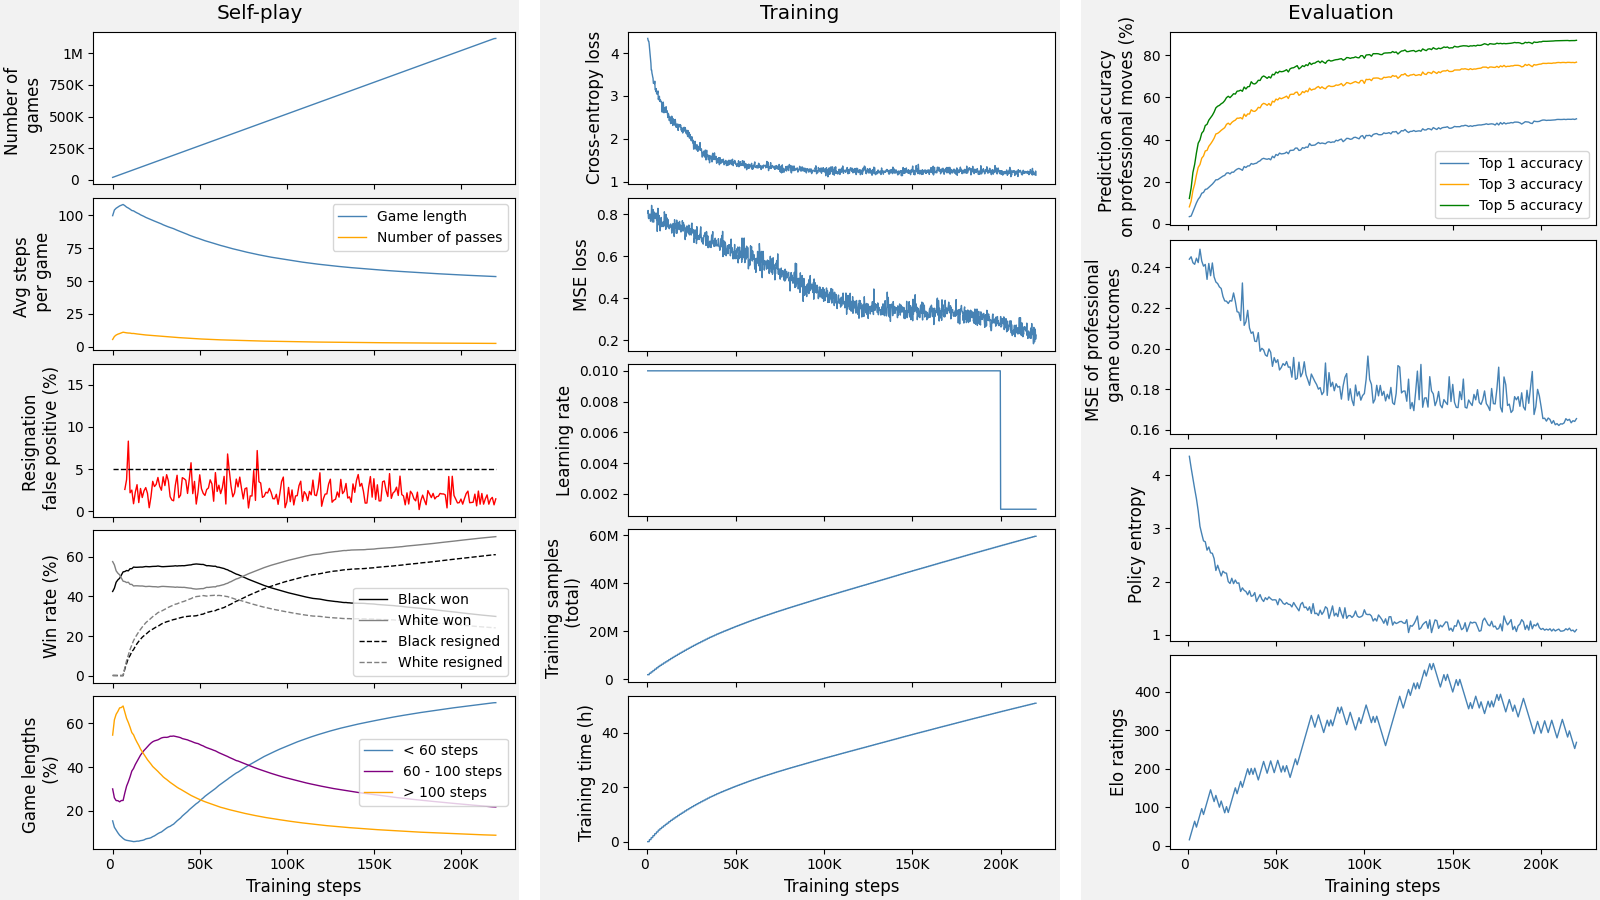 Self-play
Number of
games
1M
750K
500K
250K
0
Avg steps
per game
100
75
50
25
0
Game length
Number of passes
Resignation
false positive (%)
15
10
5
0
Win rate (%)
60
40
20
0
Black won
White won
Black resigned
White resigned
Game lengths
(%)
60
40
20
< 60 steps
60 - 100 steps
> 100 steps
0
50K
100K
150K
200K
Training steps
Training
Cross-entropy loss
4
3
2
1
MSE loss
0.8
0.6
0.4
0.2
Learning rate
0.010
0.008
0.006
0.004
0.002
Training samples
(total)
60M
40M
20M
0
Training time (h)
40
20
0
0
50K
100K
150K
200K
Training steps
Evaluation
Prediction accuracy
on professional moves (%)
80
60
40
20
0
Top 1 accuracy
Top 3 accuracy
Top 5 accuracy
MSE of professional
game outcomes
0.24
0.22
0.20
0.18
0.16
Policy entropy
4
3
2
1
Elo ratings
400
300
200
100
0
0
50K
100K
150K
200K
Training steps